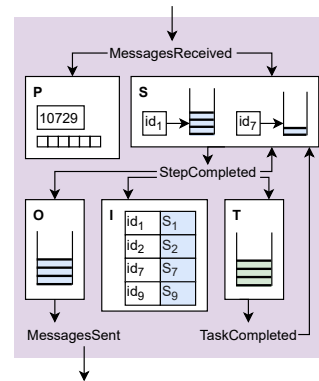 MessagesReceived
P
10729
S
id1
id7
StepCompleted
O
I
id1 S1
id2 S2
id7 S7
id9 S9
T
MessagesSent
TaskCompleted